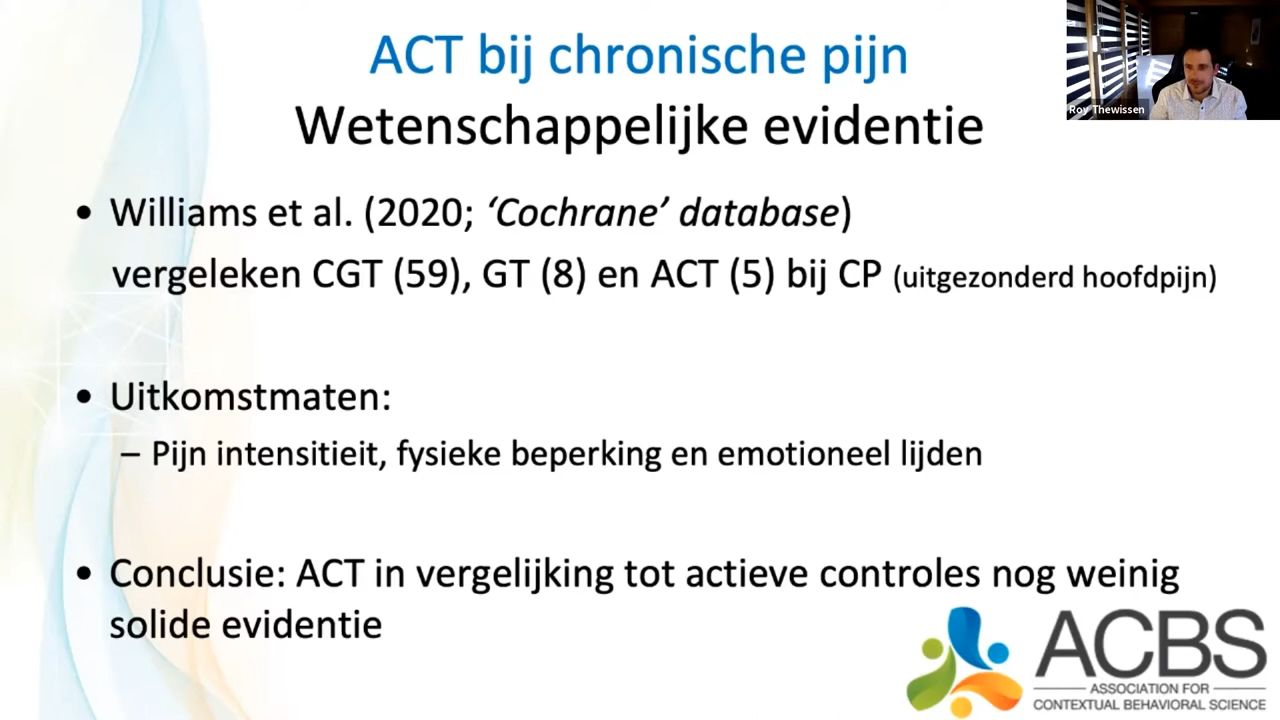 ACT bij chronische pijn
Wetenschappelijke evidentie
Roy Thewissen
• Williams et al. (2020; ‘Cochrane’ database)
vergeleken CGT (59), GT (8) en ACT (5) bij CP (uitgezonderd hoofdpijn)
• Uitkomstmaten:
– Pijn intensitieit, fysieke beperking en emotioneel lijden
• Conclusie: ACT in vergelijking tot actieve controles nog weinig
solide evidentie
ACBS
ASSOCIATION FOR
CONTEXTUAL BEHAVIORAL SCIENCE